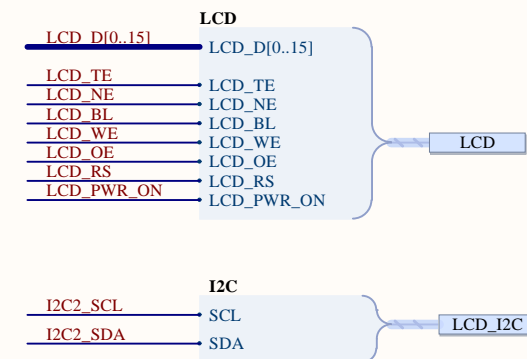 LCD
LCD_D[0..15] LCD_D[0..15]
LCD_TE LCD_TE
LCD_NE LCD_NE
LCD_BL LCD_BL
LCD_WE LCD_WE LCD
LCD_OE LCD_OE
LCD_RS LCD_RS
LCD_PWR_ON LCD_PWR_ON
I2C
I2C2_SCL SCL
LCD_I2C
I2C2_SDA SDA